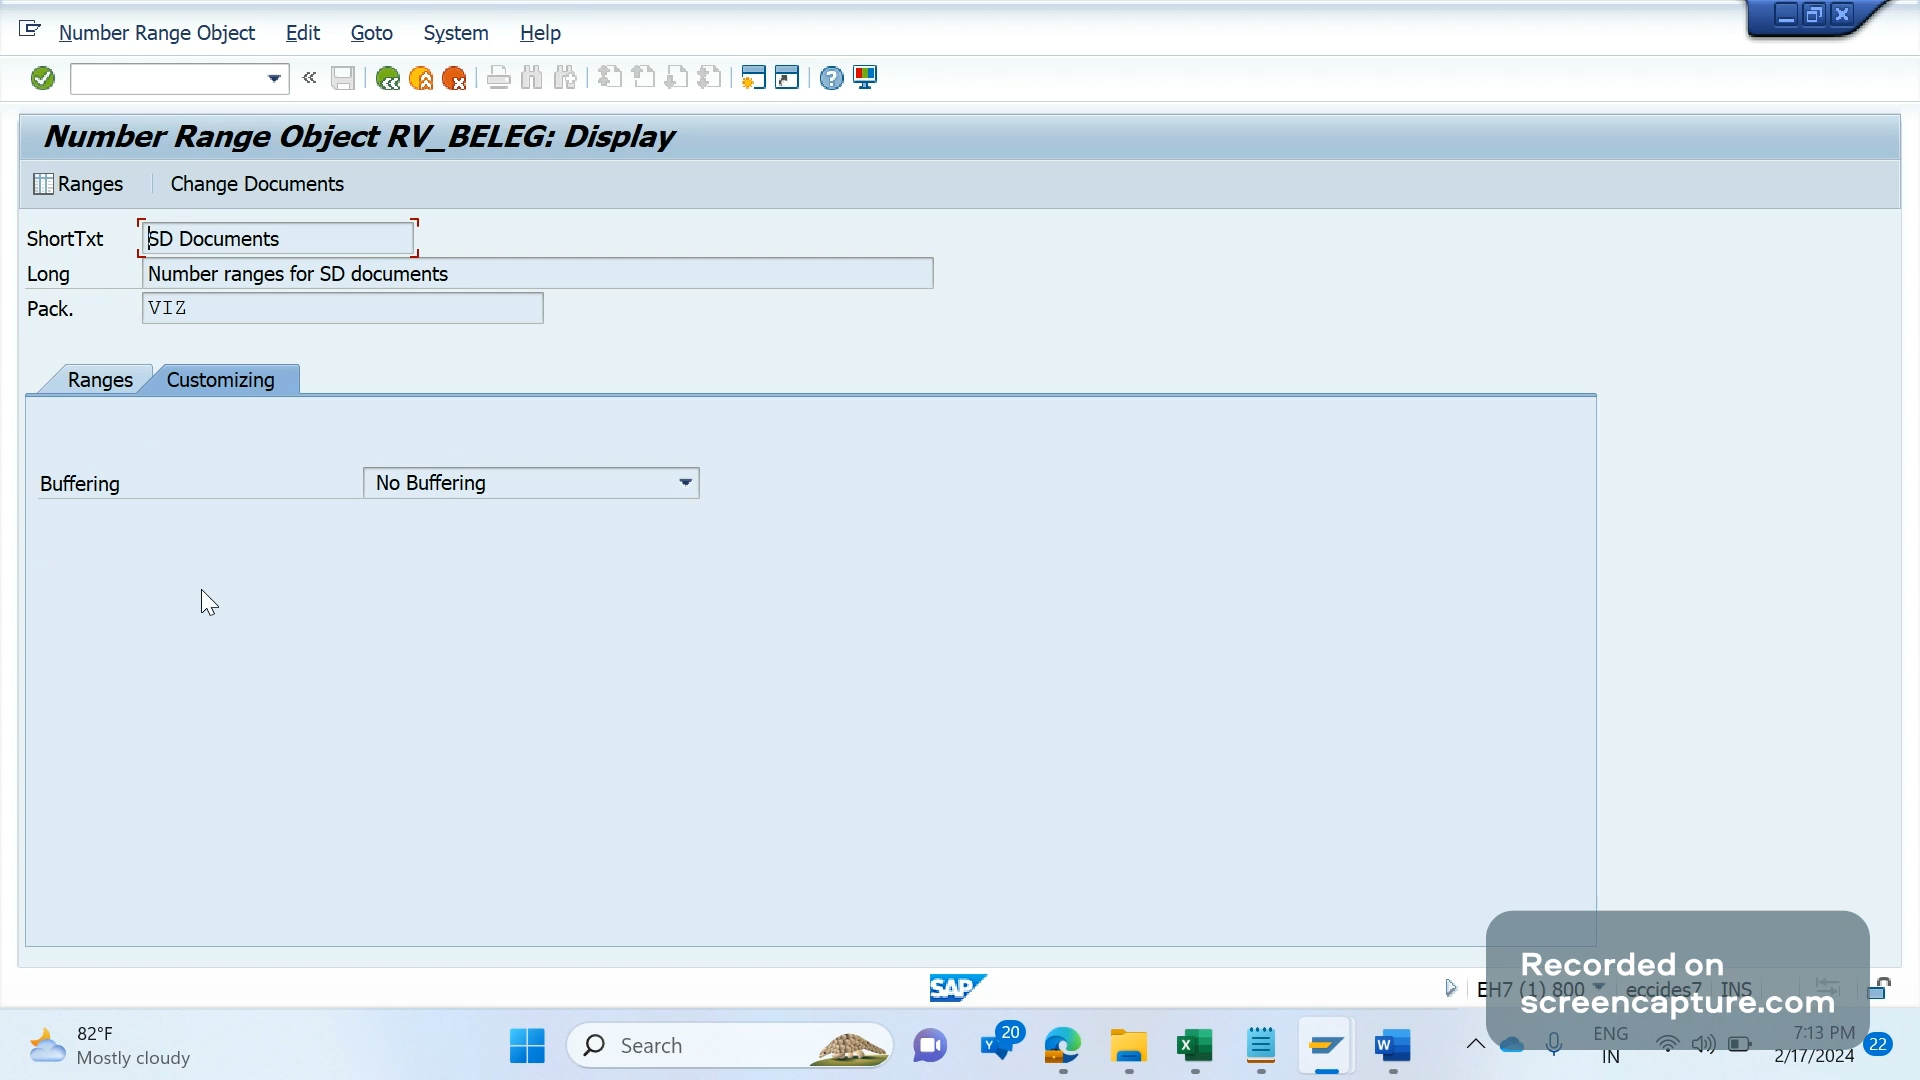 Number Range Object Edit Goto System Help
Number Range Object RV_BELEG: Display
Ranges Change Documents
ShortTxt SD Documents
Long Number ranges for SD documents
Pack. VIZ
Ranges Customizing
Buffering No Buffering
SAP
EH7 (1) 800 eccides7 INS
Recorded on
screencapture.com
82°F
Mostly cloudy
Search
20
ENG
IN
7:13 PM
2/17/2024
22